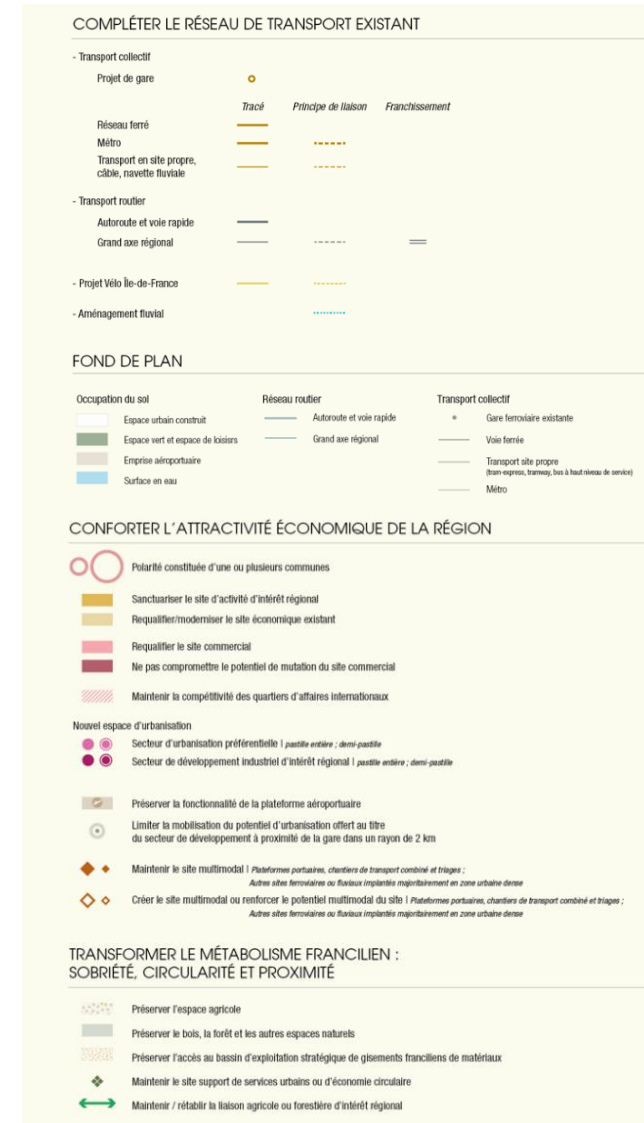 COMPLÉTER LE RÉSEAU DE TRANSPORT EXISTANT
- Transport collectif
Projet de gare
Tracé Principe de liaison Franchissement
Réseau ferré
Métro
Transport en site propre,
câble, navette fluviale
- Transport routier
Autoroute et voie rapide
Grand axe régional
- Projet Vélo Île-de-France
- Aménagement fluvial
FOND DE PLAN
Occupation du sol
Espace urbain construit
Espace vert et espace de loisirs
Emprise aéroportuaire
Surface en eau
Réseau routier
Autoroute et voie rapide
Grand axe régional
Transport collectif
Gare ferroviaire existante
Voie ferrée
Transport site propre
(tram-express, tramway, bus à haut niveau de service)
Métro
CONFORTER L'ATTRACTIVITÉ ÉCONOMIQUE DE LA RÉGION
Polarité constituée d'une ou plusieurs communes
Sanctuariser le site d'activité d'intérêt régional
Requalifier/moderniser le site économique existant
Requalifier le site commercial
Ne pas compromettre le potentiel de mutation du site commercial
Maintenir la compétitivité des quartiers d'affaires internationaux
Nouvel espace d'urbanisation
Secteur d'urbanisation préférentielle | pastille entière ; demi-pastille
Secteur de développement industriel d'intérêt régional | pastille entière ; demi-pastille
Préserver la fonctionnalité de la plateforme aéroportuaire
Limiter la mobilisation du potentiel d'urbanisation offert au titre
du secteur de développement à proximité de la gare dans un rayon de 2 km
Maintenir le site multimodal | Plateformes portuaires, chantiers de transport combiné et triages ;
Autres sites ferroviaires ou fluviaux implantés majoritairement en zone urbaine dense
Créer le site multimodal ou renforcer le potentiel multimodal du site | Plateformes portuaires, chantiers de transport combiné et triages ;
Autres sites ferroviaires ou fluviaux implantés majoritairement en zone urbaine dense
TRANSFORMER LE MÉTABOLISME FRANCILIEN :
SOBRIÉTÉ, CIRCULARITÉ ET PROXIMITÉ
Préserver l'espace agricole
Préserver le bois, la forêt et les autres espaces naturels
Préserver l'accès au bassin d'exploitation stratégique de gisements franciliens de matériaux
Maintenir le site support de services urbains ou d'économie circulaire
Maintenir / rétablir la liaison agricole ou forestière d'intérêt régional